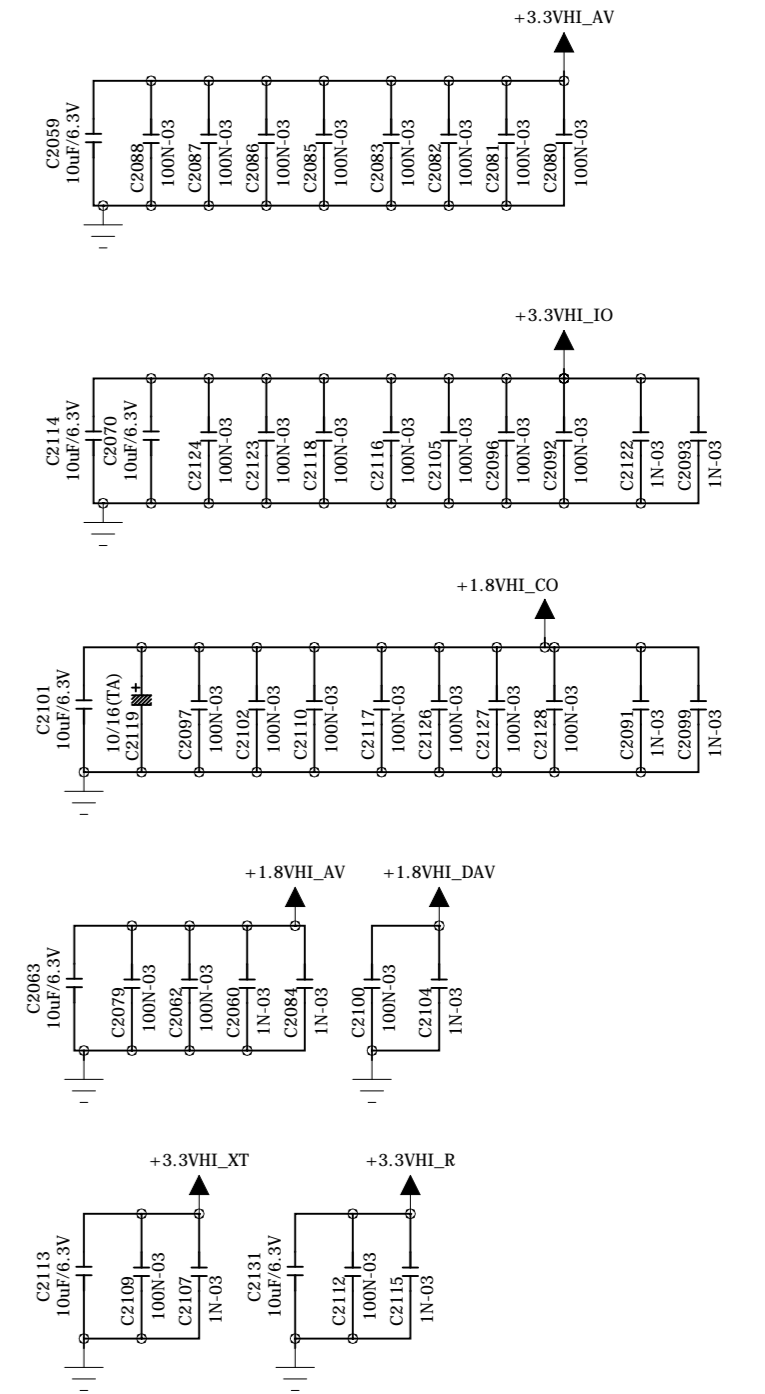 +3.3VHI_AV
C2059
10uF/6.3V
C2088
100N-03
C2087
100N-03
C2086
100N-03
C2085
100N-03
C2083
100N-03
C2082
100N-03
C2081
100N-03
C2080
100N-03
+3.3VHI_IO
C2114
10uF/6.3V
C2070
10uF/6.3V
C2124
100N-03
C2123
100N-03
C2118
100N-03
C2116
100N-03
C2105
100N-03
C2096
100N-03
C2092
100N-03
C2122
1N-03
C2093
1N-03
+1.8VHI_CO
C2101
10uF/6.3V
10/16(TA)
C2119
+
C2097
100N-03
C2102
100N-03
C2110
100N-03
C2117
100N-03
C2126
100N-03
C2127
100N-03
C2128
100N-03
C2091
1N-03
C2099
1N-03
+1.8VHI_AV
C2063
10uF/6.3V
C2079
100N-03
C2062
100N-03
C2060
1N-03
C2084
1N-03
+1.8VHI_DAV
C2100
100N-03
C2104
1N-03
+3.3VHI_XT
C2113
10uF/6.3V
C2109
100N-03
C2107
1N-03
+3.3VHI_R
C2131
10uF/6.3V
C2112
100N-03
C2115
1N-03